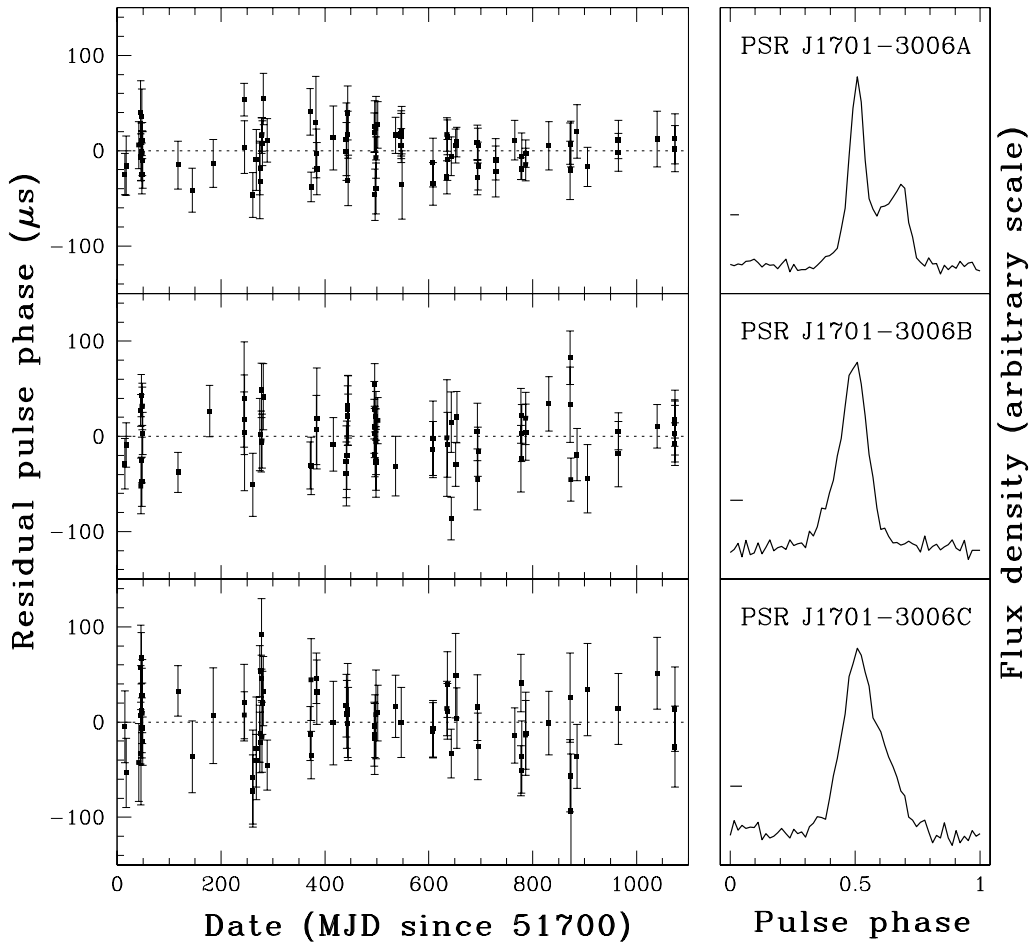 Residual pulse phase (μs)
100
0
−100
100
0
−100
100
0
−100
0 200 400 600 800 1000
Date (MJD since 51700)
PSR J1701−3006A
PSR J1701−3006B
PSR J1701−3006C
0 0.5 1
Pulse phase
Flux density (arbitrary scale)